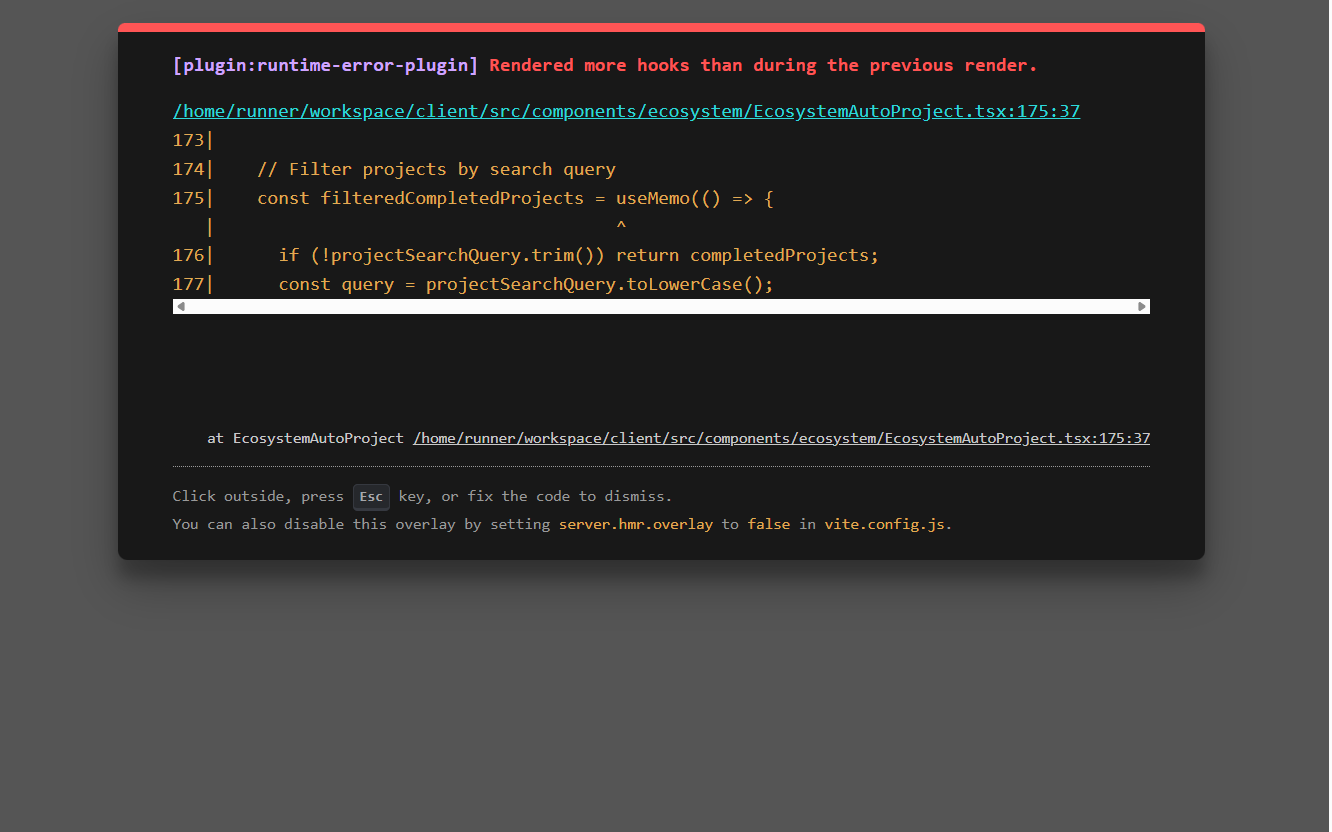 [plugin:runtime-error-plugin] Rendered more hooks than during the previous render.
/home/runner/workspace/client/src/components/ecosystem/EcosystemAutoProject.tsx:175:37
173|
174|    // Filter projects by search query
175|    const filteredCompletedProjects = useMemo(() => {
   |                                      ^
176|      if (!projectSearchQuery.trim()) return completedProjects;
177|      const query = projectSearchQuery.toLowerCase();
at EcosystemAutoProject /home/runner/workspace/client/src/components/ecosystem/EcosystemAutoProject.tsx:175:37
Click outside, press Esc key, or fix the code to dismiss.
You can also disable this overlay by setting server.hmr.overlay to false in vite.config.js.